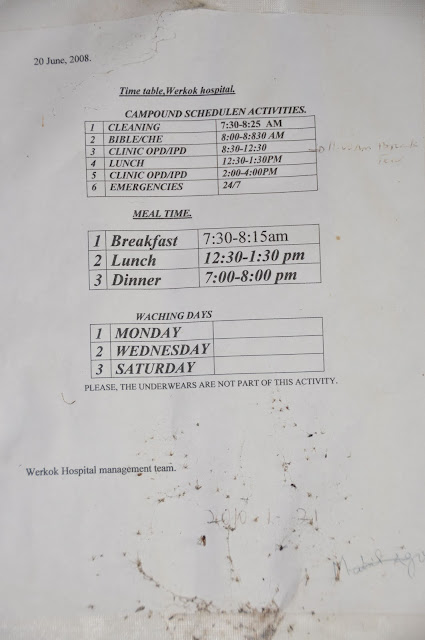 20 June, 2008.
Time table,Werkok hospital.
CAMPOUND SCHEDULEN ACTIVITIES.
1 CLEANING 7:30-8:25 AM
2 BIBLE/CHE 8:00-8:830 AM
3 CLINIC OPD/IPD 8:30-12:30
4 LUNCH 12:30-1:30PM
5 CLINIC OPD/IPD 2:00-4:00PM
6 EMERGENCIES 24/7
MEAL TIME.
1 Breakfast 7:30-8:15am
2 Lunch 12:30-1:30 pm
3 Dinner 7:00-8:00 pm
WACHING DAYS
1 MONDAY
2 WEDNESDAY
3 SATURDAY
PLEASE, THE UNDERWEARS ARE NOT PART OF THIS ACTIVITY.
Werkok Hospital management team.